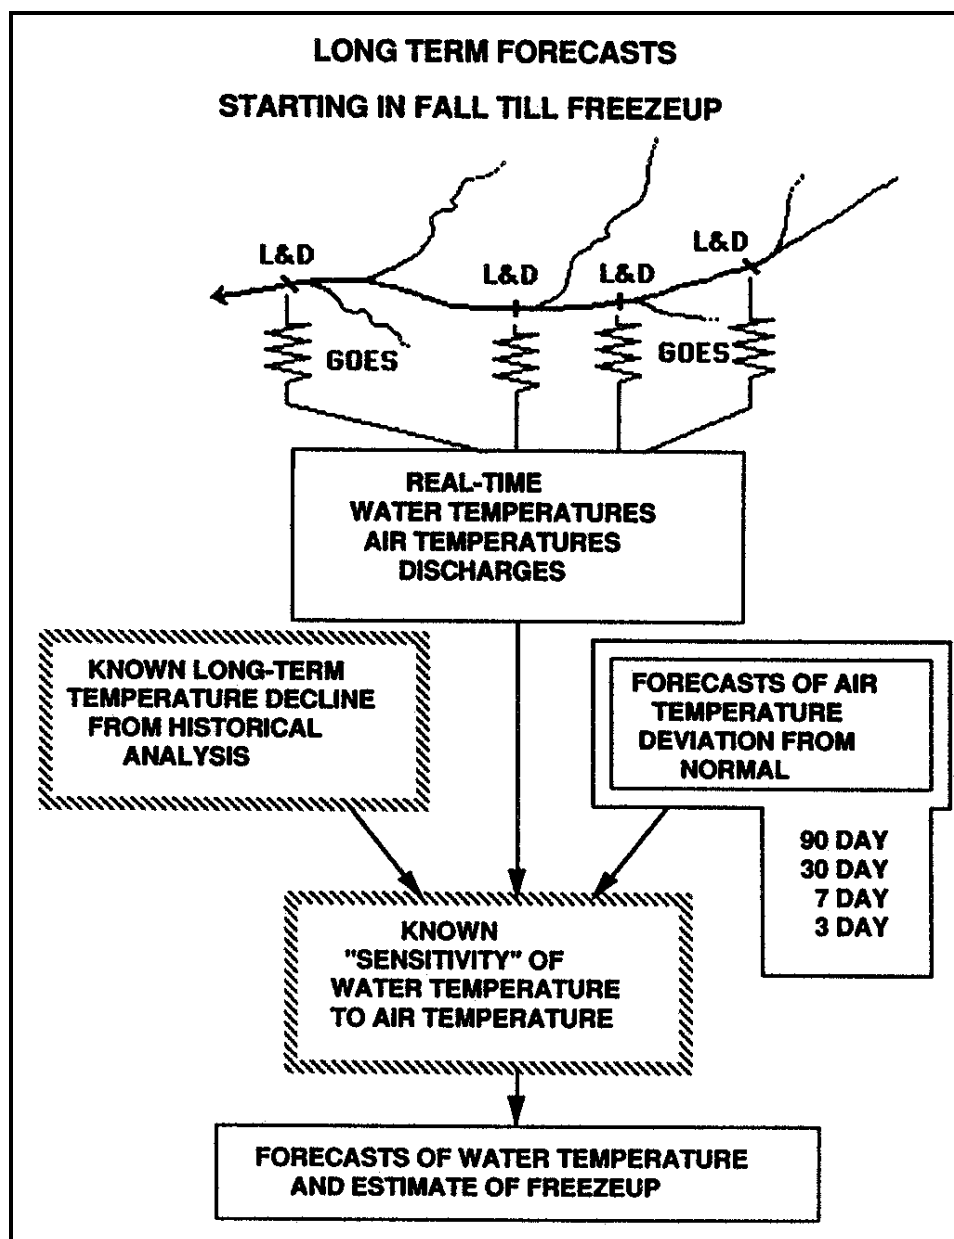 LONG TERM FORECASTS
STARTING IN FALL TILL FREEZEUP
L&D
L&D
L&D
L&D
GOES
GOES
REAL-TIME
WATER TEMPERATURES
AIR TEMPERATURES
DISCHARGES
KNOWN LONG-TERM
TEMPERATURE DECLINE
FROM HISTORICAL
ANALYSIS
FORECASTS OF AIR
TEMPERATURE
DEVIATION FROM
NORMAL
90 DAY
30 DAY
7 DAY
3 DAY
KNOWN
"SENSITIVITY" OF
WATER TEMPERATURE
TO AIR TEMPERATURE
FORECASTS OF WATER TEMPERATURE
AND ESTIMATE OF FREEZEUP